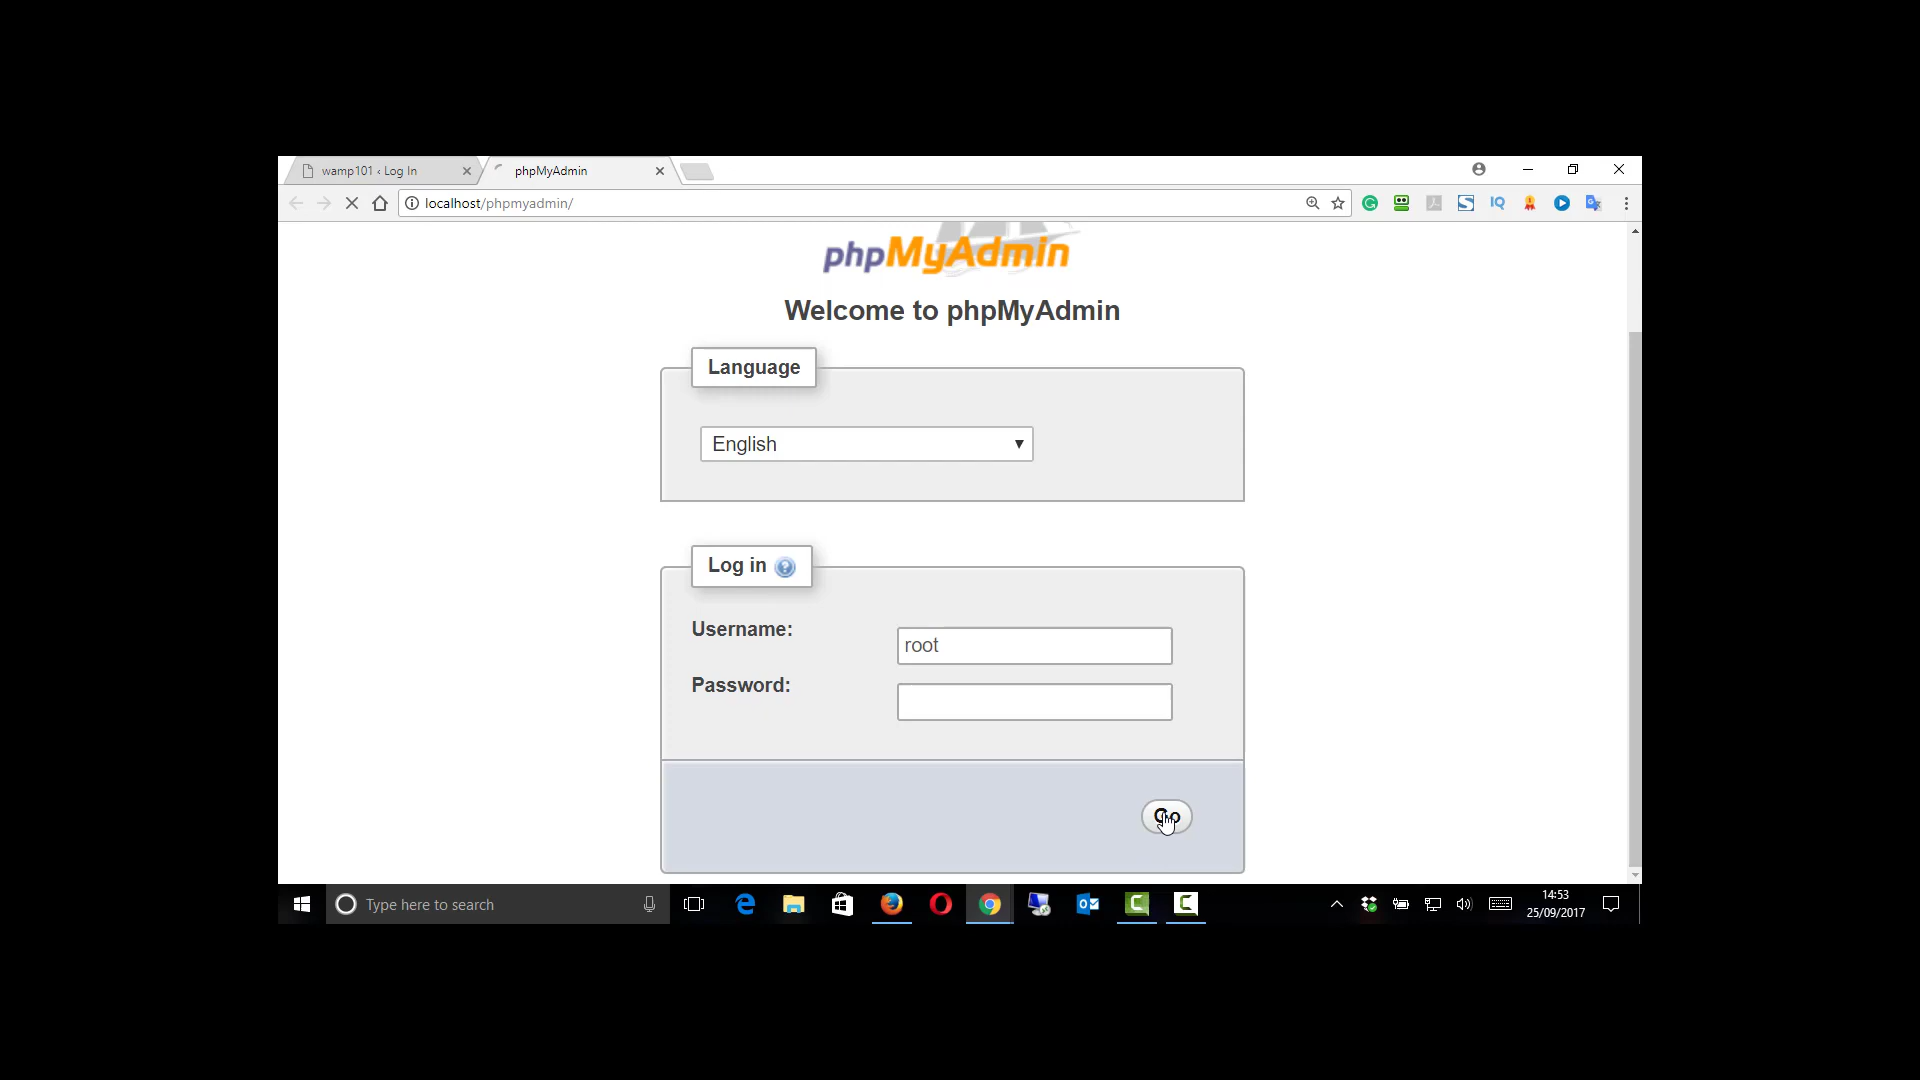 wamp101 ‹ Log In
phpMyAdmin
localhost/phpmyadmin/
IQ
phpMyAdmin
Welcome to phpMyAdmin
Language
English
Log in
Username:
root
Password:
Go
Type here to search
14:53
25/09/2017